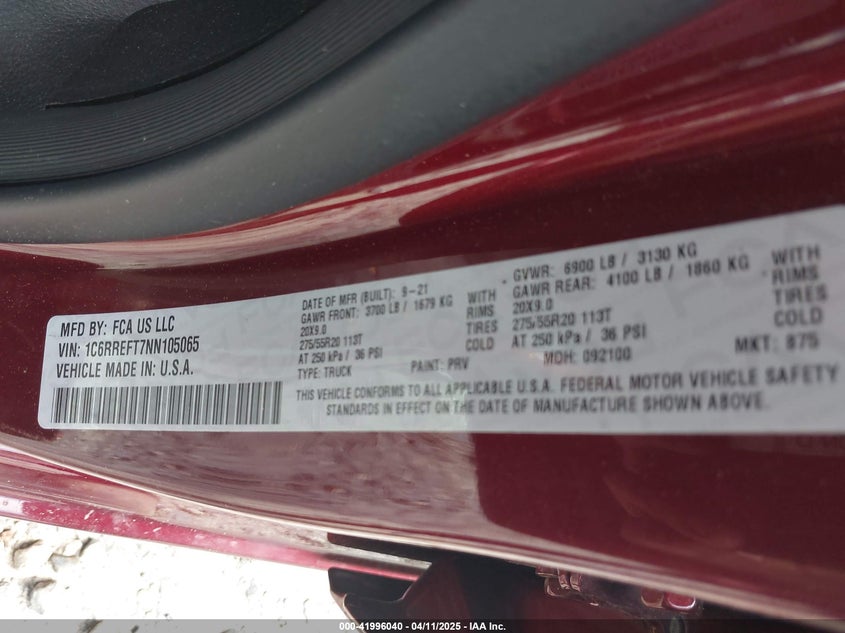 MFD BY: FCA US LLC
VIN: 1C6RREFT7NN105065
VEHICLE MADE IN: U.S.A.
DATE OF MFR (BUILT): 9-21
GAWR FRONT: 3700 LB / 1679 KG WITH
20X9.0 RIMS
275/55R20 113T TIRES
AT 250 kPa / 36 PSI COLD
TYPE: TRUCK PAINT: PRV
GVWR: 6900 LB / 3130 KG
GAWR REAR: 4100 LB / 1860 KG WITH
20X9.0 RIMS
275/55R20 113T TIRES
AT 250 kPa / 36 PSI COLD
MDH: 092100 MKT: 875
THIS VEHICLE CONFORMS TO ALL APPLICABLE U.S.A. FEDERAL MOTOR VEHICLE SAFETY
STANDARDS IN EFFECT ON THE DATE OF MANUFACTURE SHOWN ABOVE.
000-41996040 - 04/11/2025 - IAA Inc.